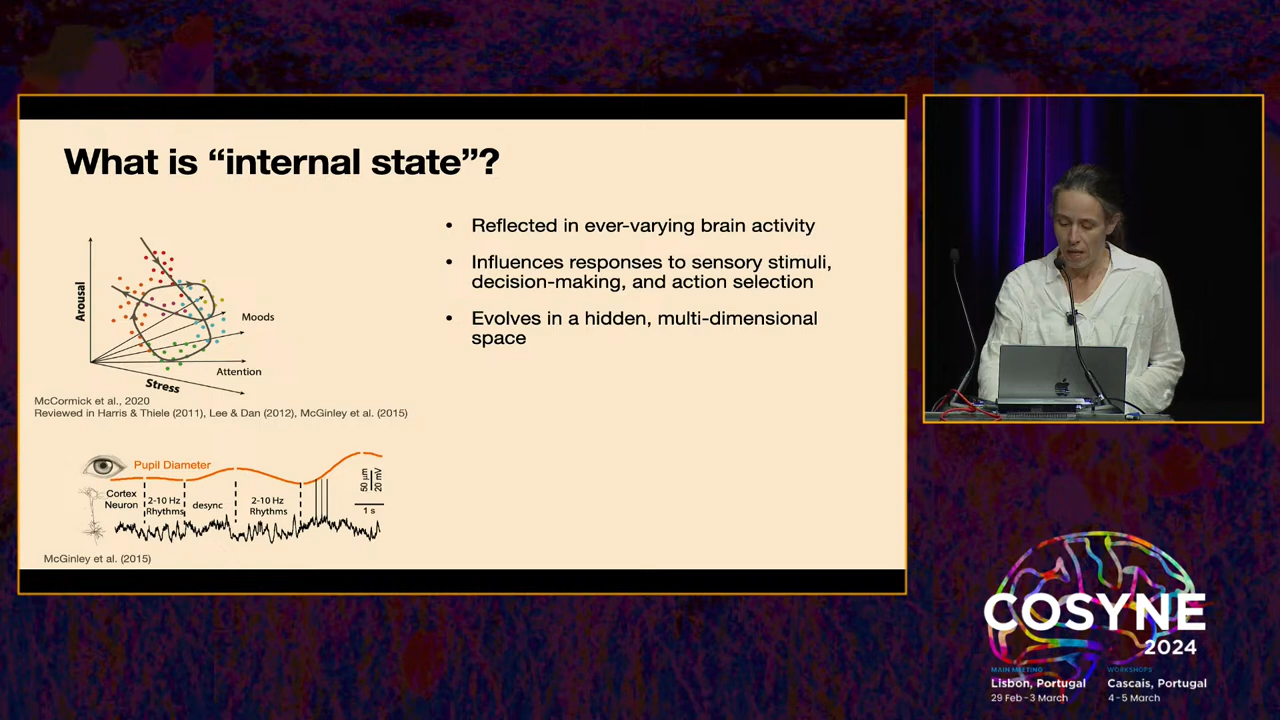 What is “internal state”?
• Reflected in ever-varying brain activity
• Influences responses to sensory stimuli,
decision-making, and action selection
• Evolves in a hidden, multi-dimensional
space
Arousal
Moods
Attention
Stress
McCormick et al., 2020
Reviewed in Harris & Thiele (2011), Lee & Dan (2012), McGinley et al. (2015)
Pupil Diameter
Cortex
Neuron
2-10 Hz
Rhythms
desync
2-10 Hz
Rhythms
50 µm
20 mV
1 s
McGinley et al. (2015)
COSYNE
2024
MAIN MEETING
Lisbon, Portugal
29 Feb - 3 March
WORKSHOPS
Cascais, Portugal
4 - 5 March